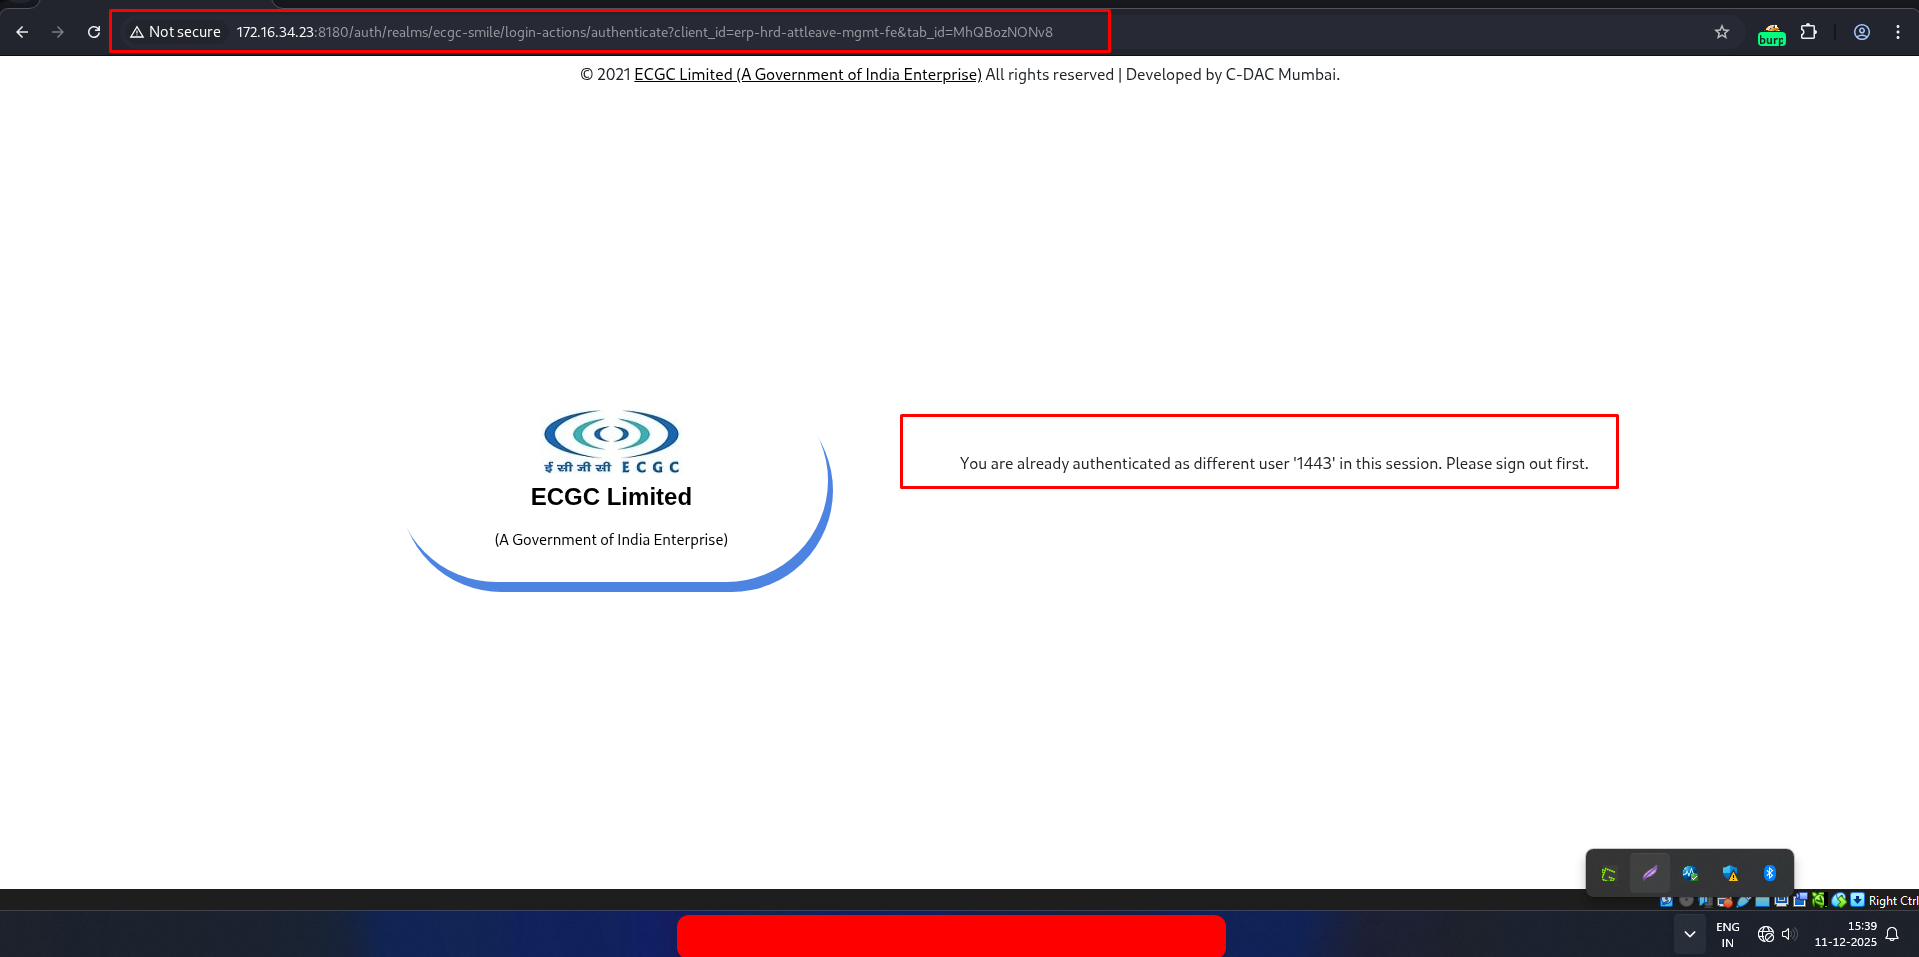 Not secure 172.16.34.23:8180/auth/realms/ecgc-smile/login-actions/authenticate?client_id=erp-hrd-attleave-mgmt-fe&tab_id=MhQBozNONv8
burp
© 2021 ECGC Limited (A Government of India Enterprise) All rights reserved | Developed by C-DAC Mumbai.
ई सी जी सी ECGC
ECGC Limited
(A Government of India Enterprise)
You are already authenticated as different user '1443' in this session. Please sign out first.
Right Ctrl
ENG
IN
15:39
11-12-2025